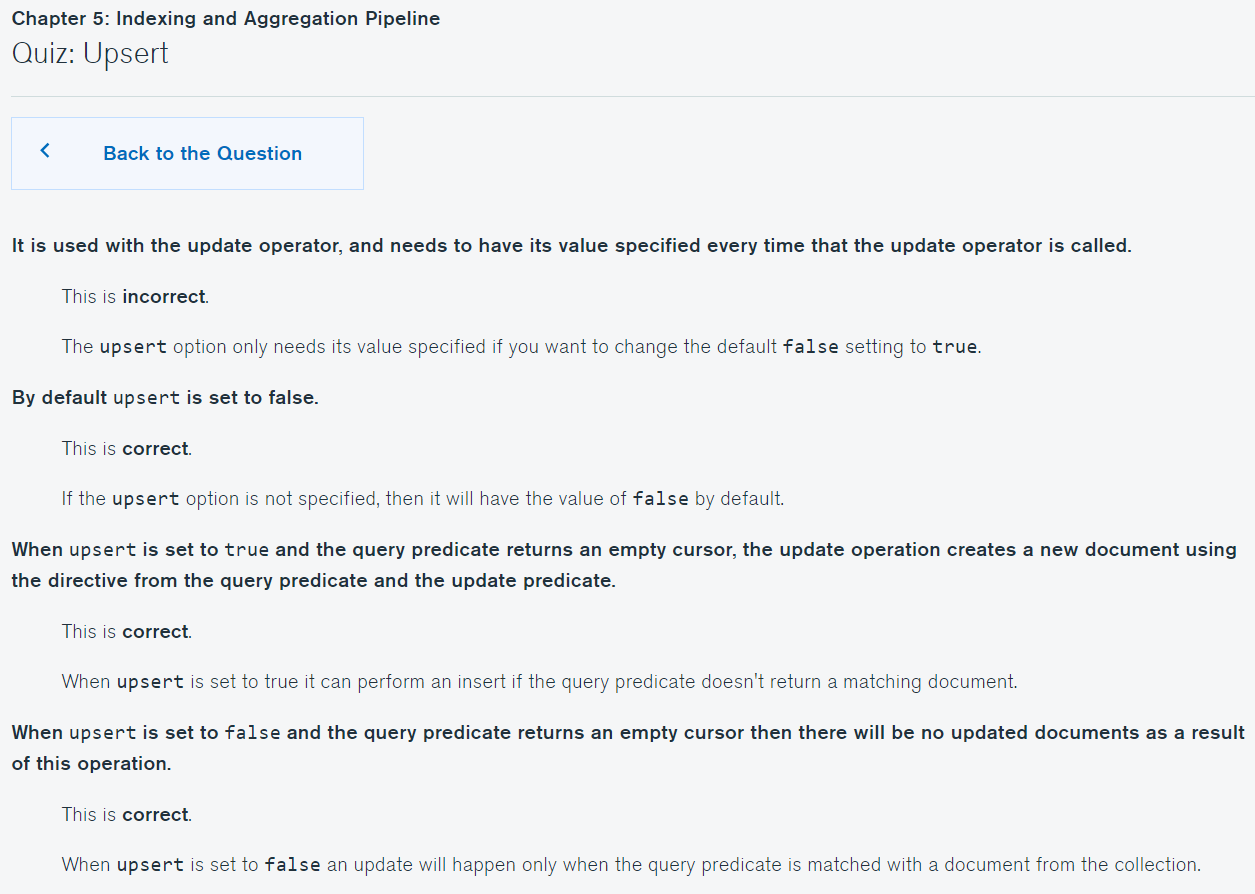 Chapter 5: Indexing and Aggregation Pipeline
Quiz: Upsert
Back to the Question
It is used with the update operator, and needs to have its value specified every time that the update operator is called.
This is incorrect.
The upsert option only needs its value specified if you want to change the default false setting to true.
By default upsert is set to false.
This is correct.
If the upsert option is not specified, then it will have the value of false by default.
When upsert is set to true and the query predicate returns an empty cursor, the update operation creates a new document using
the directive from the query predicate and the update predicate.
This is correct.
When upsert is set to true it can perform an insert if the query predicate doesn't return a matching document.
When upsert is set to false and the query predicate returns an empty cursor then there will be no updated documents as a result
of this operation.
This is correct.
When upsert is set to false an update will happen only when the query predicate is matched with a document from the collection.